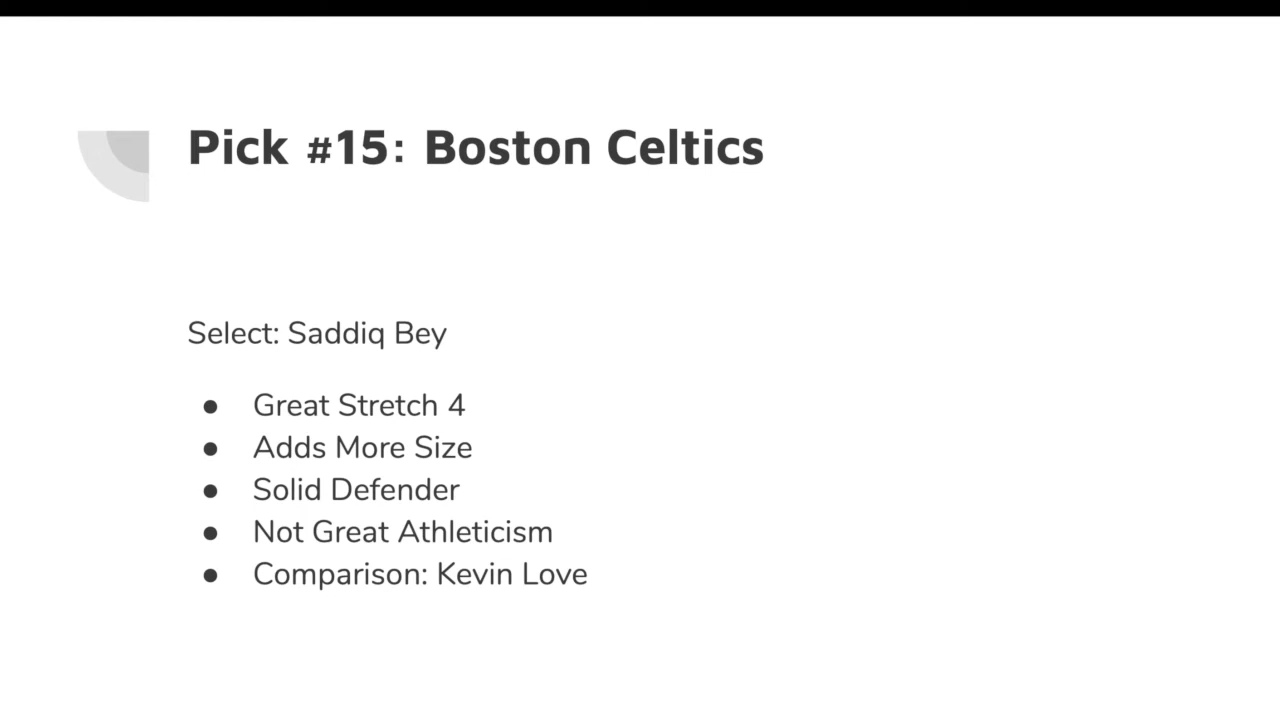 Pick #15: Boston Celtics
Select: Saddiq Bey
● Great Stretch 4
● Adds More Size
● Solid Defender
● Not Great Athleticism
● Comparison: Kevin Love